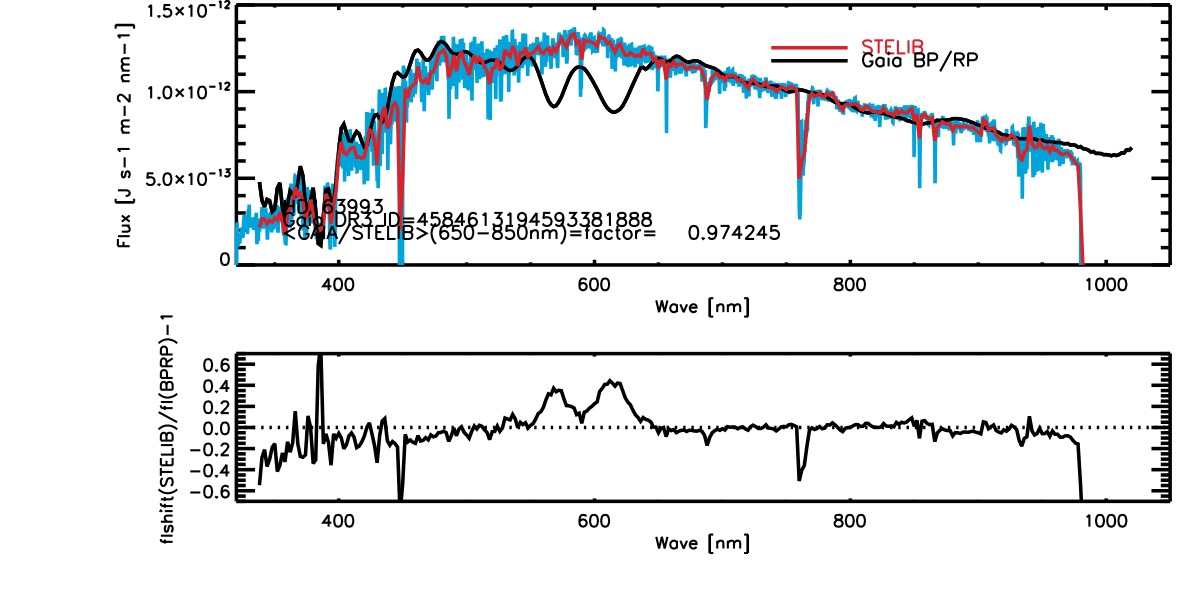 1.5×10−12
1.0×10−12
5.0×10−13
0
Flux [J s−1 m−2 nm−1]
STELIB
Gaia BP/RP
HD 63993
Gaia DR3 ID=4584613194593381888
<GAIA/STELIB>(650−850nm)=factor= 0.974245
400 600 800 1000
Wave [nm]
flshift(STELIB)/fl(BPRP)−1
0.6
0.4
0.2
0.0
−0.2
−0.4
−0.6
400 600 800 1000
Wave [nm]